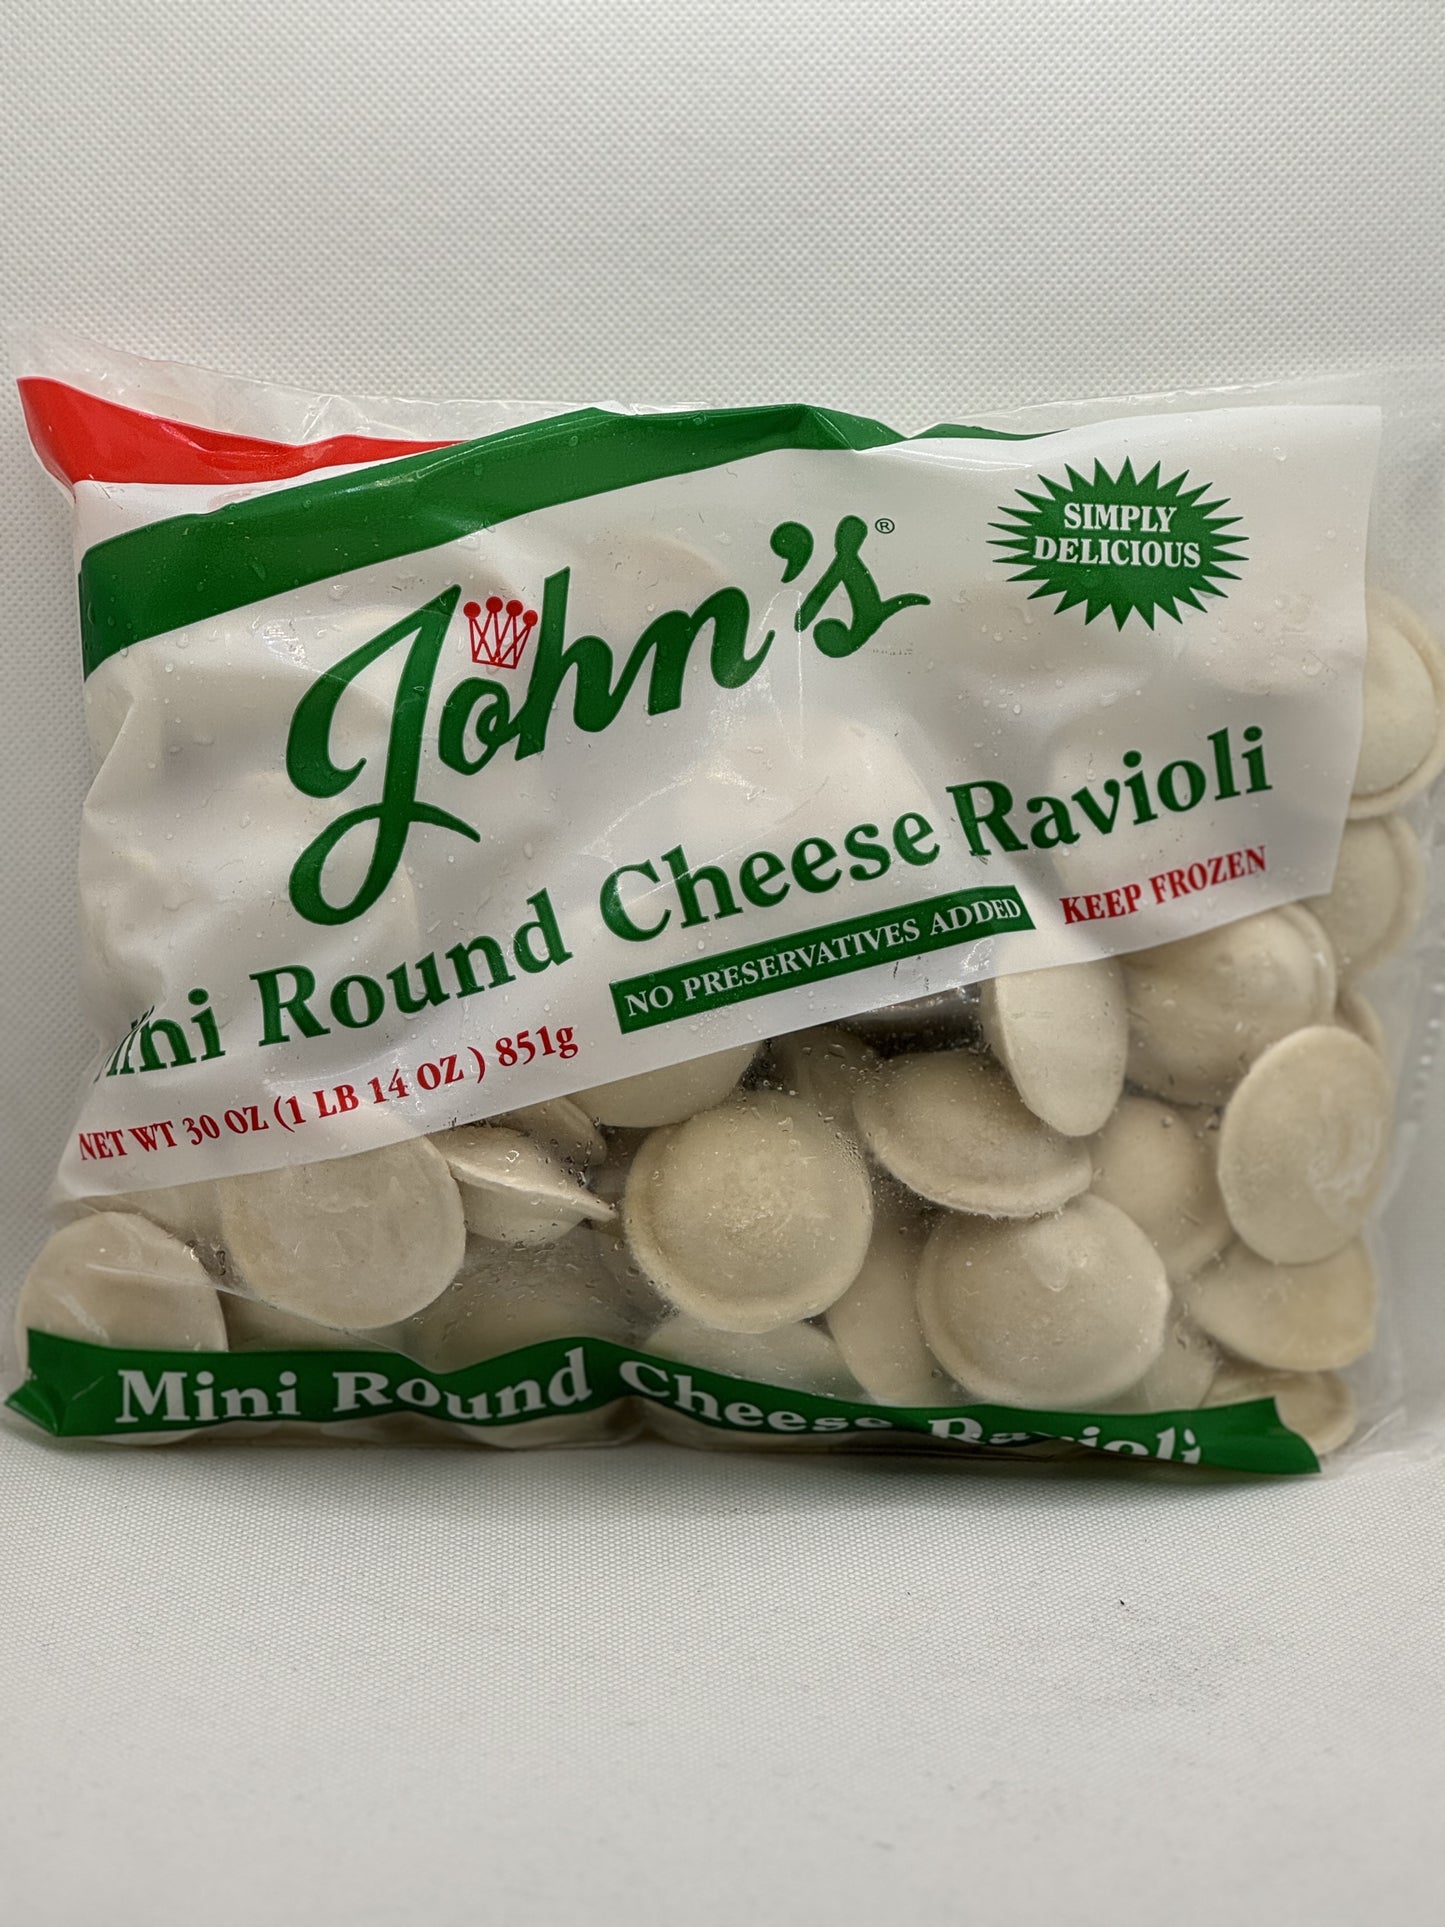 John's®
SIMPLY
DELICIOUS
Mini Round Cheese Ravioli
NO PRESERVATIVES ADDED
KEEP FROZEN
NET WT 30 OZ (1 LB 14 OZ) 851g
Mini Round Cheese Ravioli